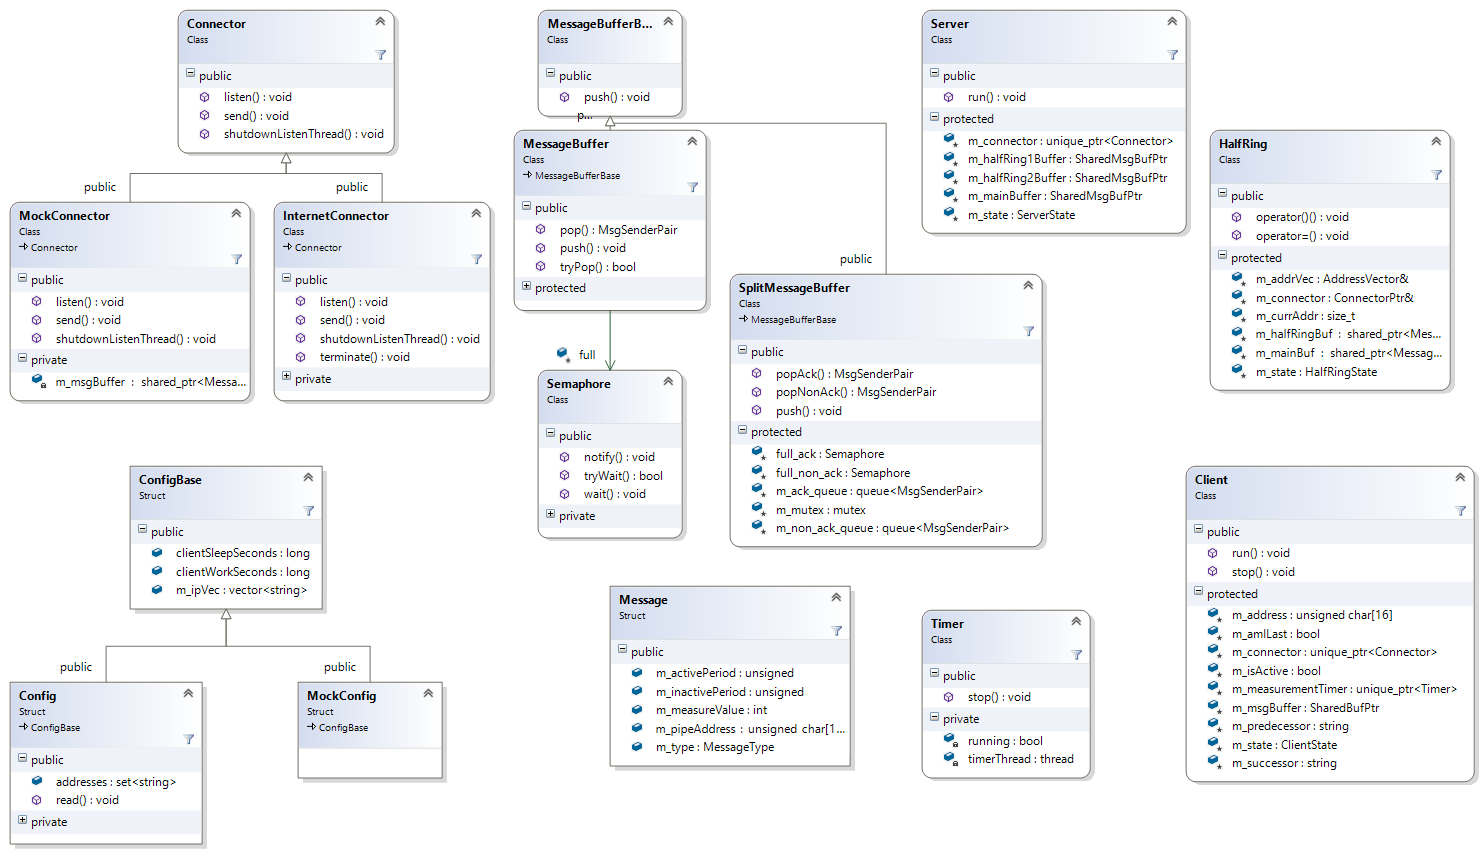 Connector
Class
public
listen() : void
send() : void
shutdownListenThread() : void
public
public
MockConnector
Class
Connector
public
listen() : void
send() : void
shutdownListenThread() : void
private
m_msgBuffer : shared_ptr<Messa...
InternetConnector
Class
Connector
public
listen() : void
send() : void
shutdownListenThread() : void
terminate() : void
private
MessageBufferB...
Class
public
push() : void
p...
MessageBuffer
Class
MessageBufferBase
public
pop() : MsgSenderPair
push() : void
tryPop() : bool
protected
full
Semaphore
Class
public
notify() : void
tryWait() : bool
wait() : void
private
public
SplitMessageBuffer
Class
MessageBufferBase
public
popAck() : MsgSenderPair
popNonAck() : MsgSenderPair
push() : void
protected
full_ack : Semaphore
full_non_ack : Semaphore
m_ack_queue : queue<MsgSenderPair>
m_mutex : mutex
m_non_ack_queue : queue<MsgSenderPair>
Server
Class
public
run() : void
protected
m_connector : unique_ptr<Connector>
m_halfRing1Buffer : SharedMsgBufPtr
m_halfRing2Buffer : SharedMsgBufPtr
m_mainBuffer : SharedMsgBufPtr
m_state : ServerState
HalfRing
Class
public
operator()() : void
operator=() : void
protected
m_addrVec : AddressVector&
m_connector : ConnectorPtr&
m_currAddr : size_t
m_halfRingBuf : shared_ptr<Mes...
m_mainBuf : shared_ptr<Messag...
m_state : HalfRingState
ConfigBase
Struct
public
clientSleepSeconds : long
clientWorkSeconds : long
m_ipVec : vector<string>
public
public
Config
Struct
ConfigBase
public
addresses : set<string>
read() : void
private
MockConfig
Struct
ConfigBase
Message
Struct
public
m_activePeriod : unsigned
m_inactivePeriod : unsigned
m_measureValue : int
m_pipeAddress : unsigned char[1...
m_type : MessageType
Timer
Class
public
stop() : void
private
running : bool
timerThread : thread
Client
Class
public
run() : void
stop() : void
protected
m_address : unsigned char[16]
m_amILast : bool
m_connector : unique_ptr<Connector>
m_isActive : bool
m_measurementTimer : unique_ptr<Timer>
m_msgBuffer : SharedBufPtr
m_predecessor : string
m_state : ClientState
m_successor : string